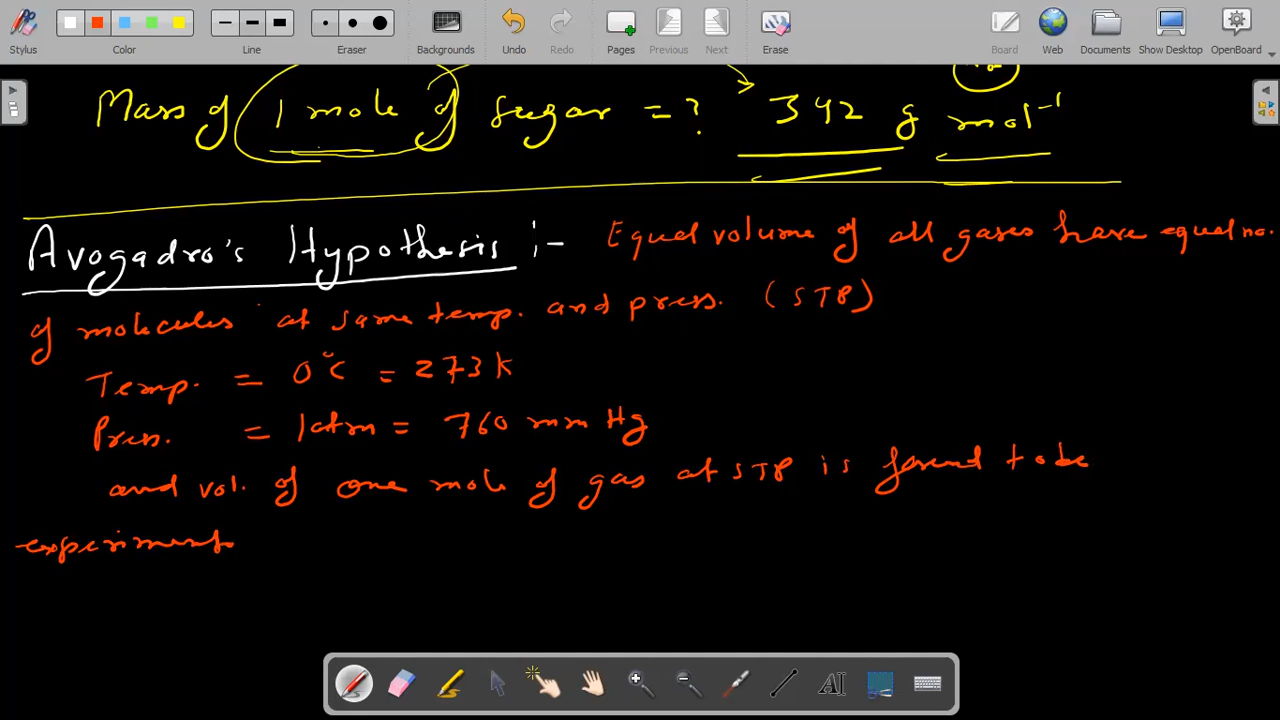 Stylus
Color
Line
Eraser
Backgrounds
Undo
Redo
Pages
Previous
Next
Erase
Board
Web
Documents
Show Desktop
OpenBoard
Mass of 1 mole of sugar = ? 342 g mol⁻¹
Avogadro's Hypothesis :- Equal volume of all gases have equal no.
of molecules at same temp. and press. (STP)
Temp. = 0°C = 273 K
Press. = 1 atm = 760 mm Hg
and vol. of one mole of gas at STP is found to be
experiment